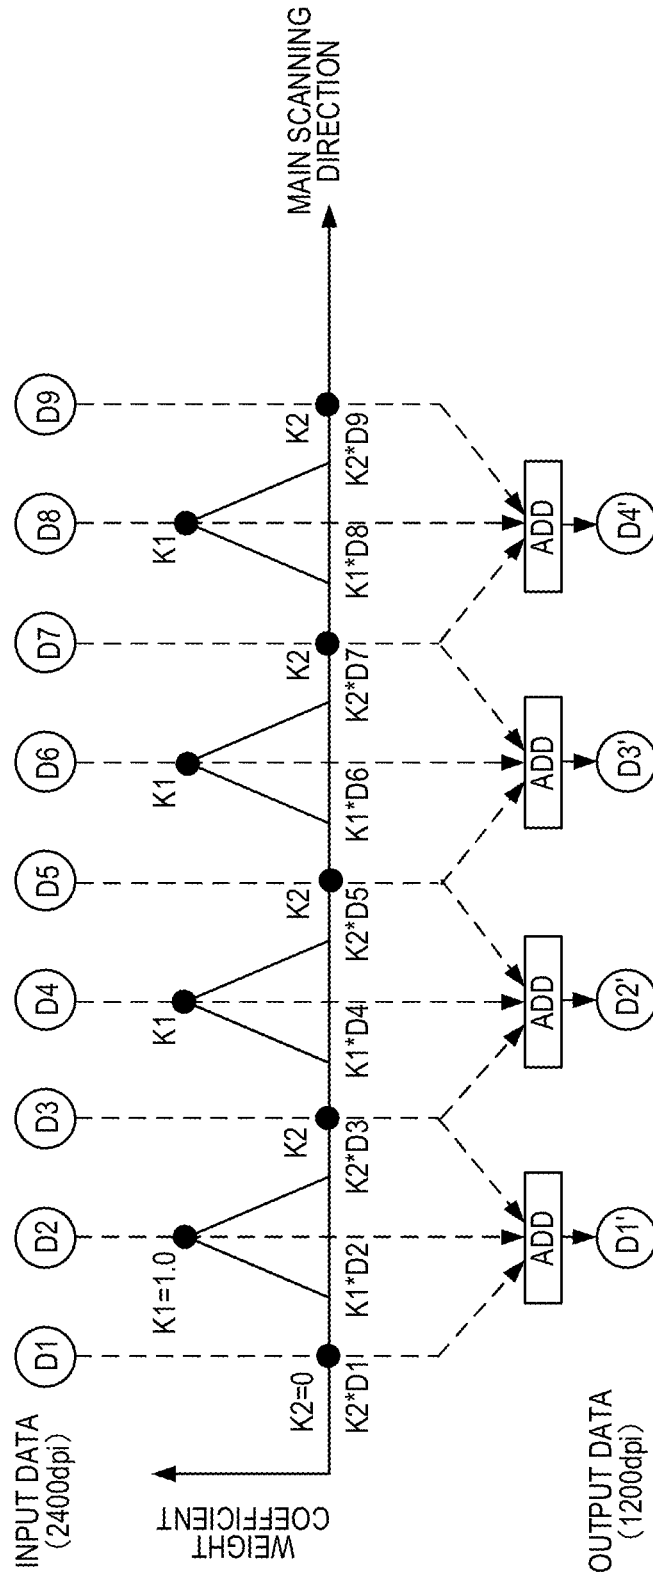 INPUT DATA
(2400dpi)
D1
D2
D3
D4
D5
D6
D7
D8
D9
WEIGHT
COEFFICIENT
K1=1.0
K1
K1
K1
K2=0
K2
K2
K2
K2
MAIN SCANNING
DIRECTION
K2*D1
K1*D2
K2*D3
K1*D4
K2*D5
K1*D6
K2*D7
K1*D8
K2*D9
ADD
ADD
ADD
ADD
OUTPUT DATA
(1200dpi)
D1'
D2'
D3'
D4'